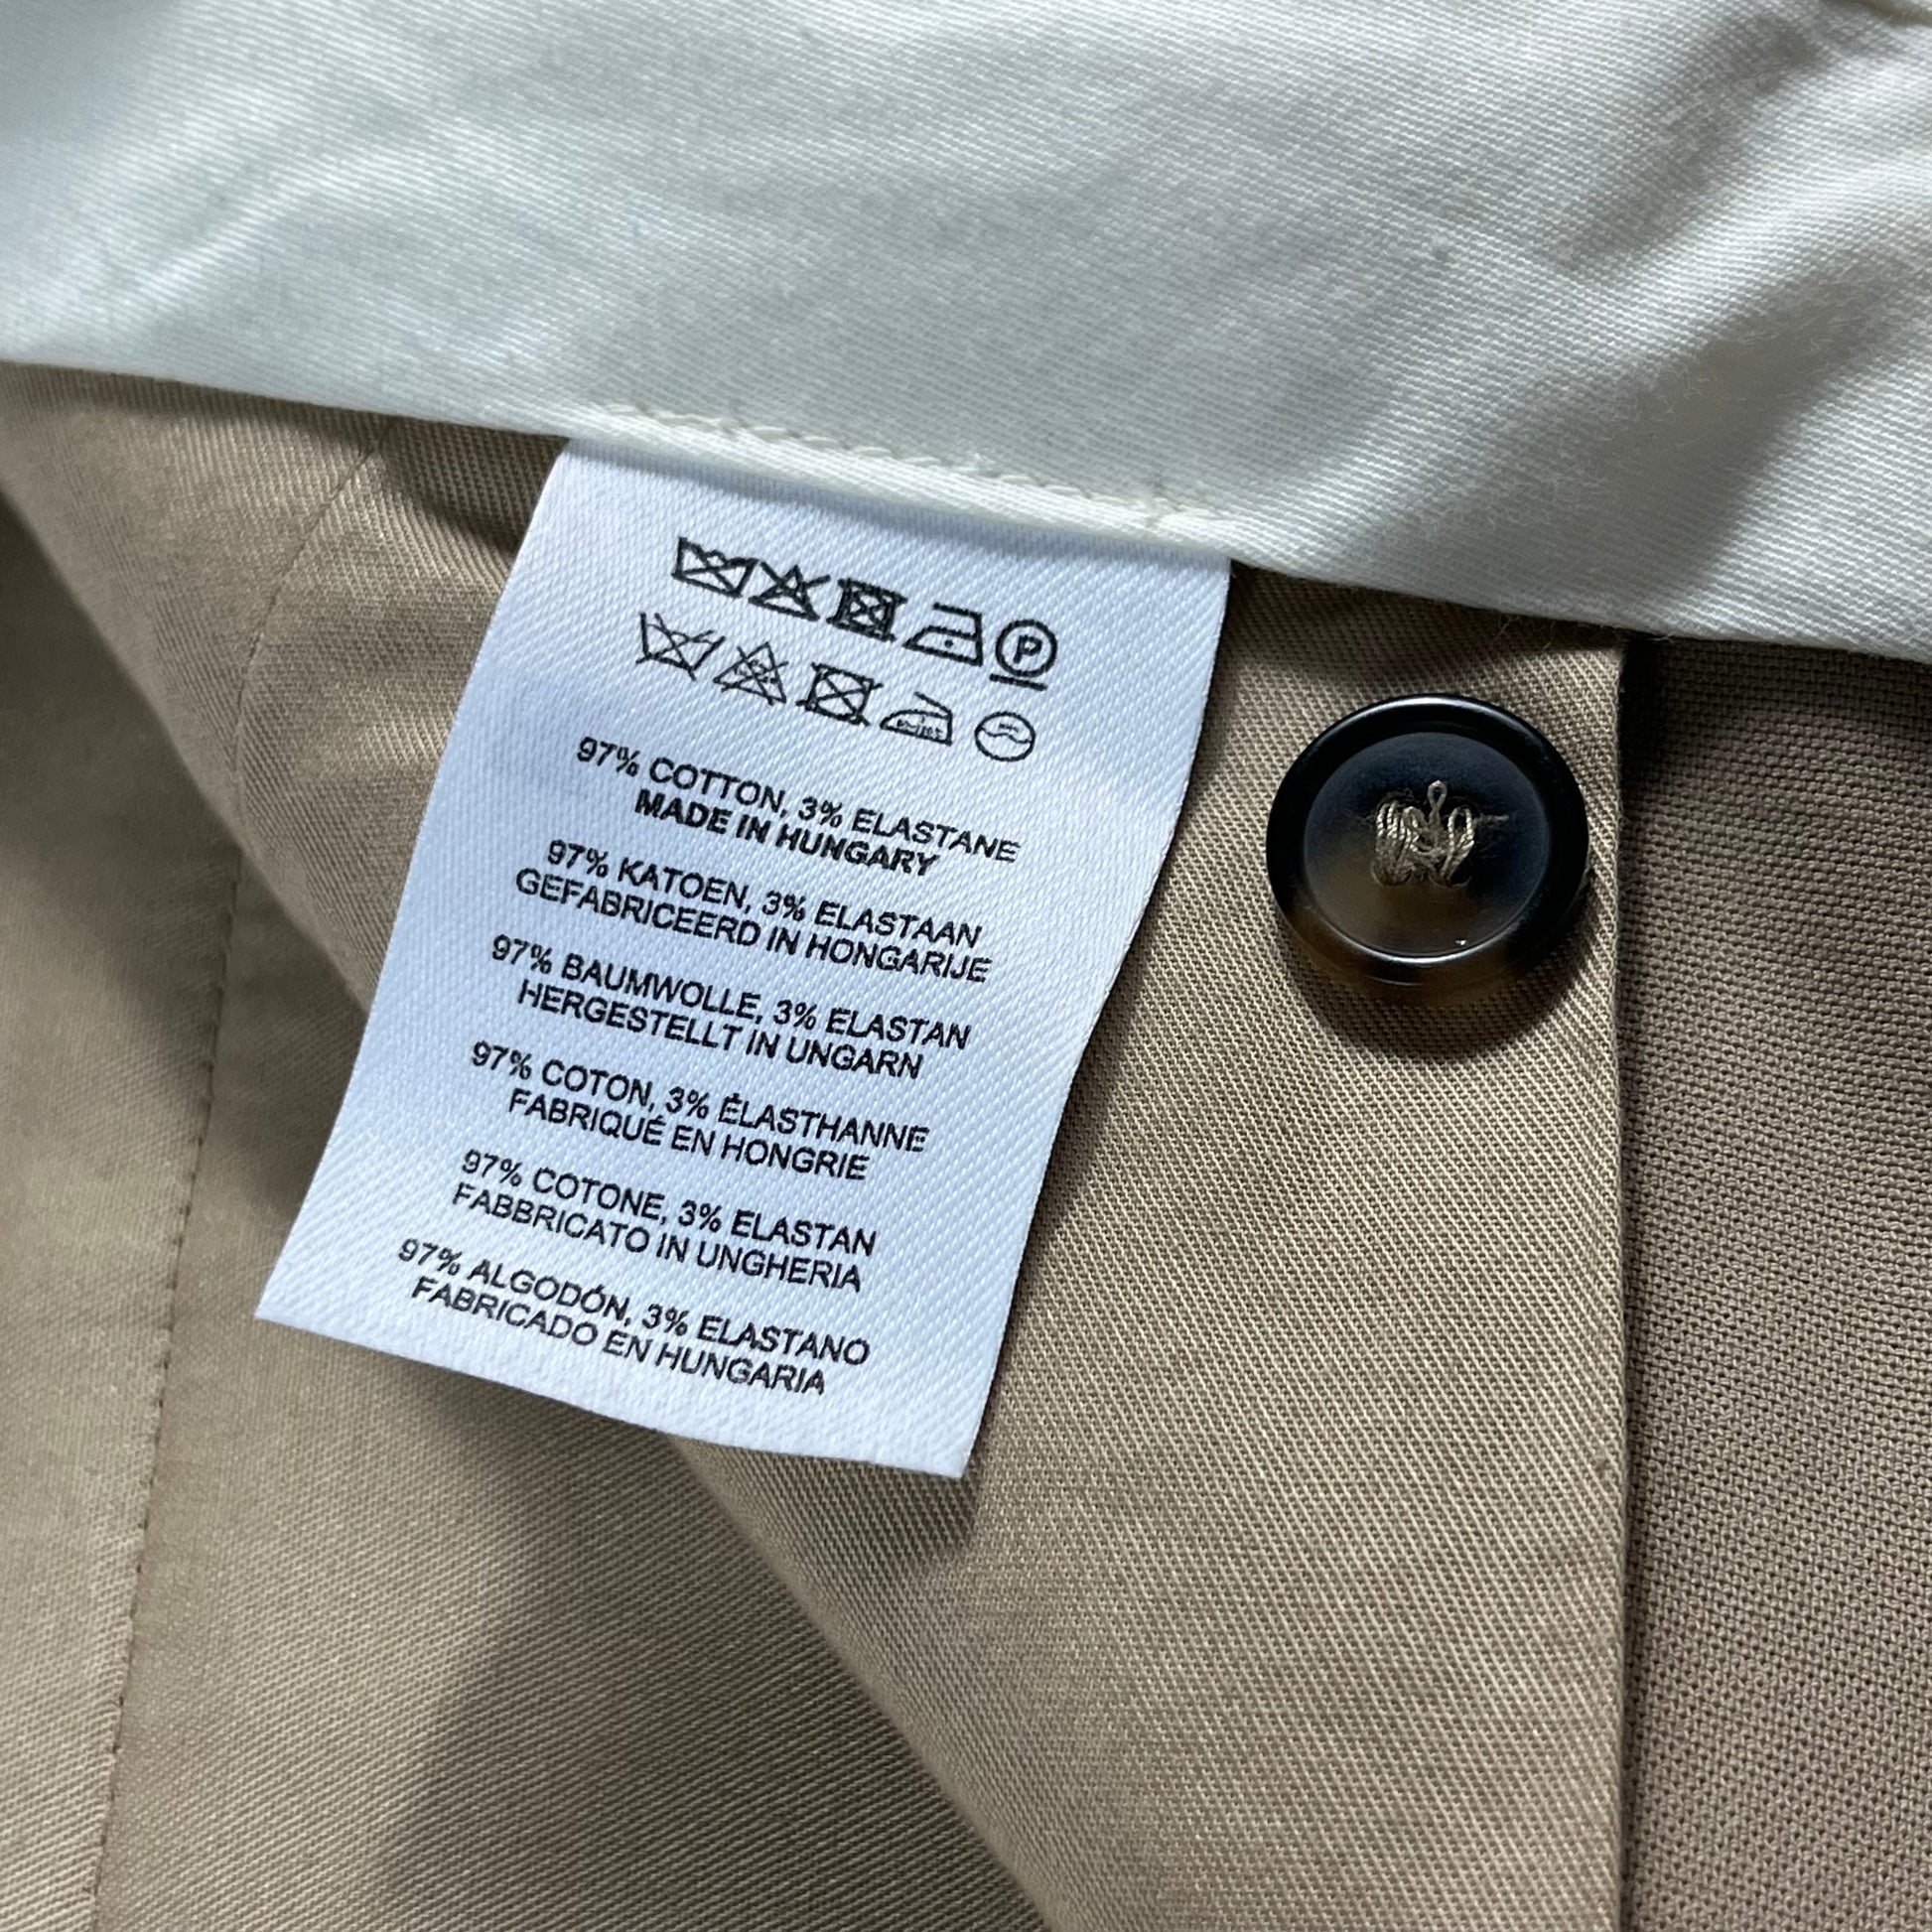 P
97% COTTON, 3% ELASTANE
MADE IN HUNGARY
97% KATOEN, 3% ELASTAAN
GEFABRICEERD IN HONGARIJE
97% BAUMWOLLE, 3% ELASTAN
HERGESTELLT IN UNGARN
97% COTON, 3% ÉLASTHANNE
FABRIQUÉ EN HONGRIE
97% COTONE, 3% ELASTAN
FABBRICATO IN UNGHERIA
97% ALGODÓN, 3% ELASTANO
FABRICADO EN HUNGARIA